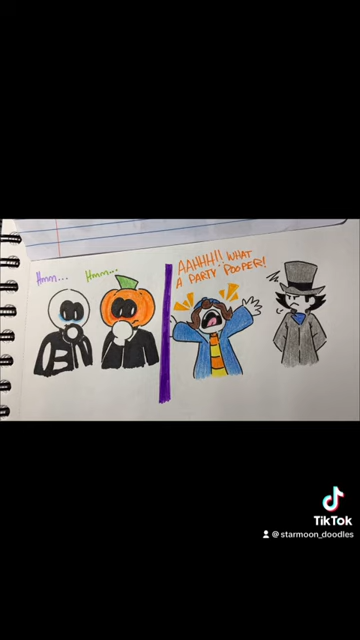 Hmm...
Hmm...
AAHHH!! WHAT
A PARTY POOPER!
TikTok
@starmoon_doodles